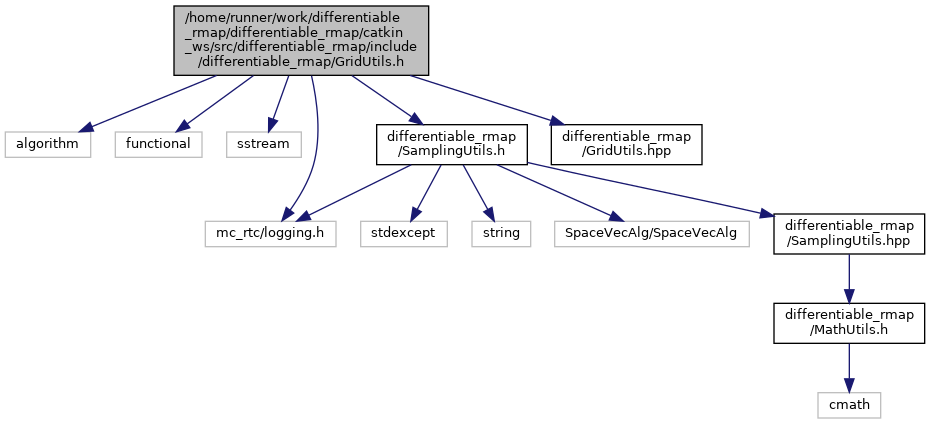 /home/runner/work/differentiable
_rmap/differentiable_rmap/catkin
_ws/src/differentiable_rmap/include
/differentiable_rmap/GridUtils.h
algorithm
functional
sstream
differentiable_rmap
/SamplingUtils.h
differentiable_rmap
/GridUtils.hpp
mc_rtc/logging.h
stdexcept
string
SpaceVecAlg/SpaceVecAlg
differentiable_rmap
/SamplingUtils.hpp
differentiable_rmap
/MathUtils.h
cmath